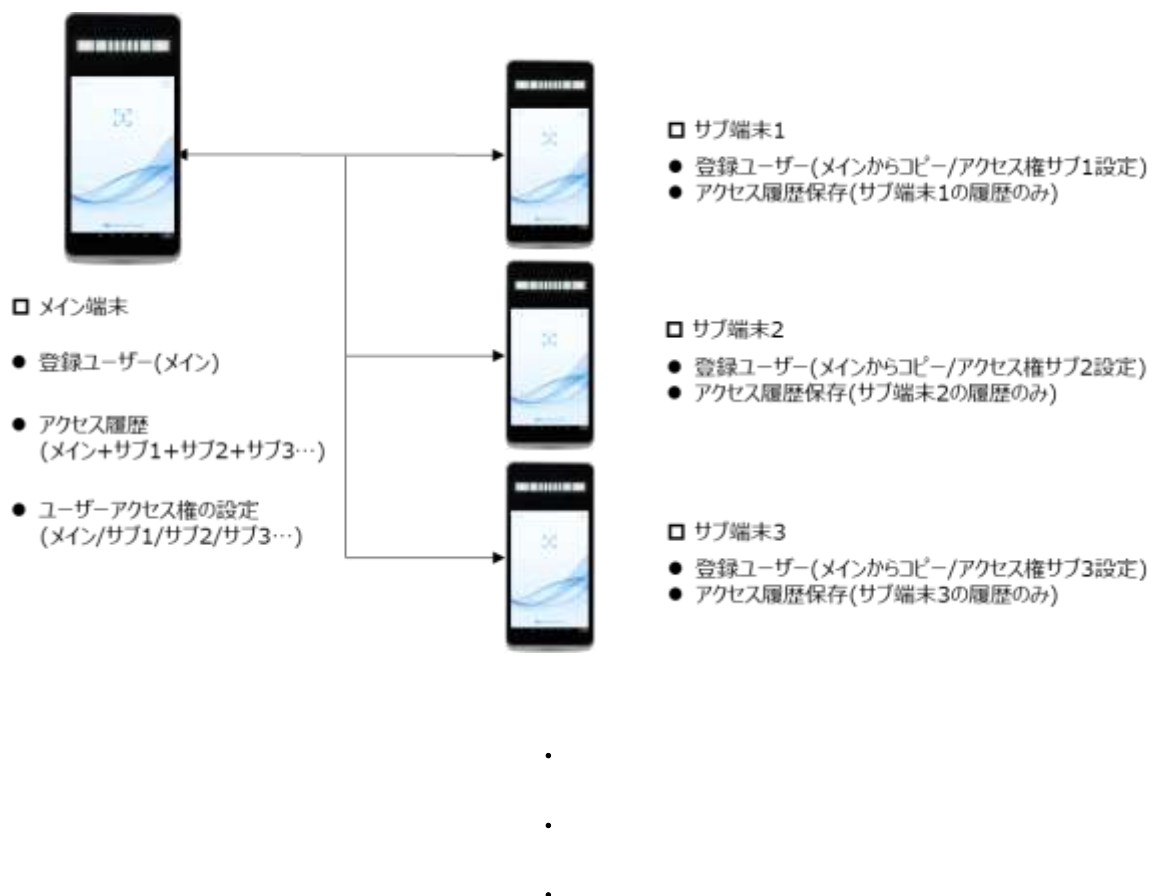 □ メイン端末
● 登録ユーザー(メイン)
● アクセス履歴
(メイン+サブ1+サブ2+サブ3…)
● ユーザーアクセス権の設定
(メイン/サブ1/サブ2/サブ3…)
□ サブ端末1
● 登録ユーザー(メインからコピー/アクセス権サブ1設定)
● アクセス履歴保存(サブ端末1の履歴のみ)
□ サブ端末2
● 登録ユーザー(メインからコピー/アクセス権サブ2設定)
● アクセス履歴保存(サブ端末2の履歴のみ)
□ サブ端末3
● 登録ユーザー(メインからコピー/アクセス権サブ3設定)
● アクセス履歴保存(サブ端末3の履歴のみ)